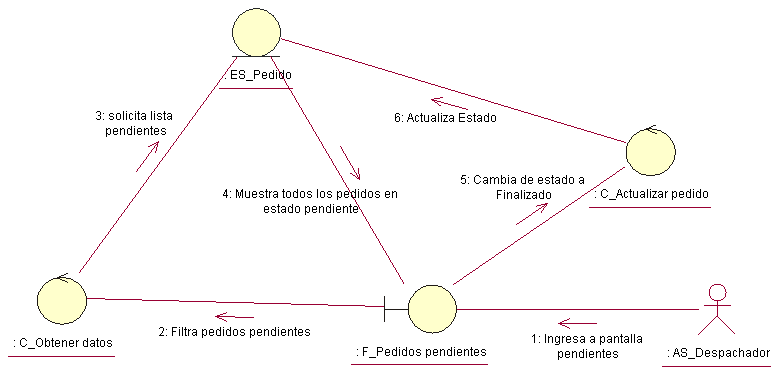 : ES_Pedido
3: solicita lista
pendientes
6: Actualiza Estado
4: Muestra todos los pedidos en
estado pendiente
5: Cambia de estado a
Finalizado
: C_Actualizar pedido
: C_Obtener datos
2: Filtra pedidos pendientes
: F_Pedidos pendientes
1: Ingresa a pantalla
pendientes
: AS_Despachador